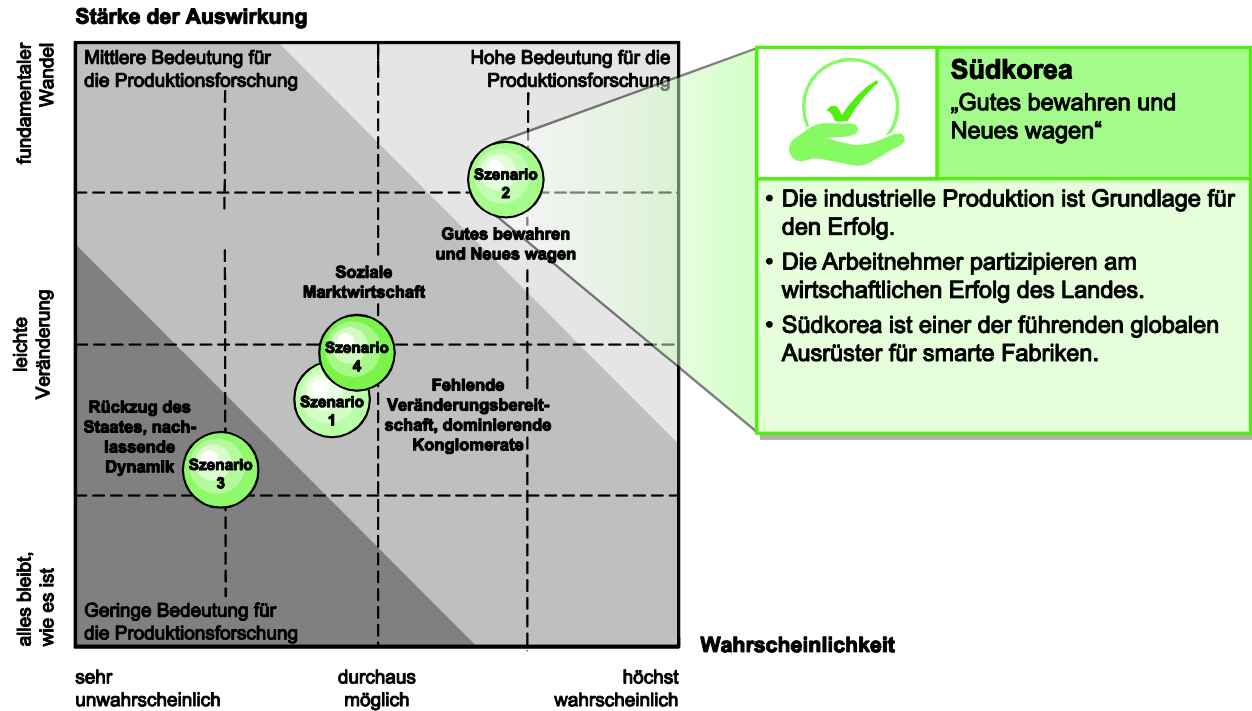 Stärke der Auswirkung
fundamentaler
Wandel
leichte
Veränderung
alles bleibt,
wie es ist
Mittlere Bedeutung für
die Produktionsforschung
Hohe Bedeutung für die
Produktionsforschung
Szenario
2
Gutes bewahren
und Neues wagen
Soziale
Marktwirtschaft
Szenario
4
Szenario
1
Fehlende
Veränderungsbereit-
schaft, dominierende
Konglomerate
Rückzug des
Staates, nach-
lassende
Dynamik
Szenario
3
Geringe Bedeutung für
die Produktionsforschung
Wahrscheinlichkeit
sehr
unwahrscheinlich
durchaus
möglich
höchst
wahrscheinlich
Südkorea
„Gutes bewahren und
Neues wagen“
• Die industrielle Produktion ist Grundlage für
den Erfolg.
• Die Arbeitnehmer partizipieren am
wirtschaftlichen Erfolg des Landes.
• Südkorea ist einer der führenden globalen
Ausrüster für smarte Fabriken.